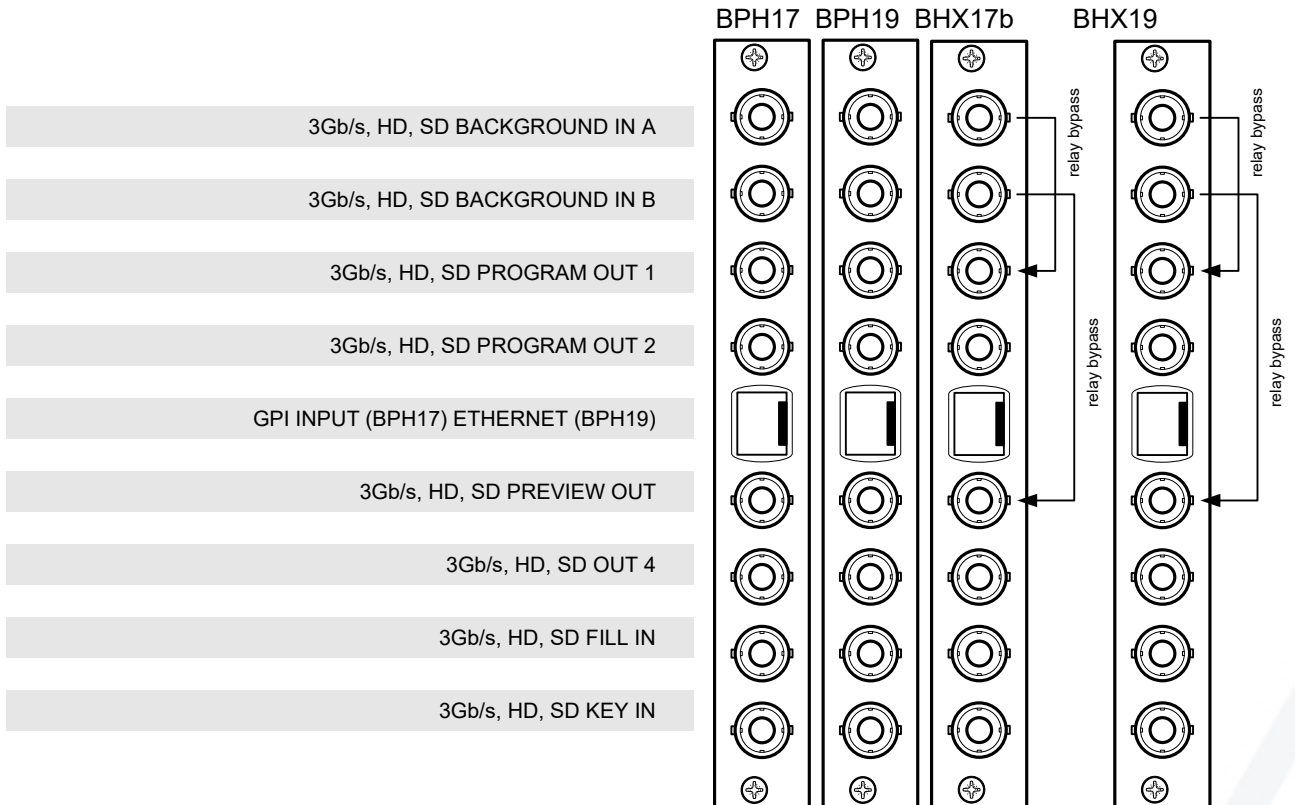 BPH17 BPH19 BHX17b BHX19
3Gb/s, HD, SD BACKGROUND IN A
relay bypass
relay bypass
3Gb/s, HD, SD BACKGROUND IN B
3Gb/s, HD, SD PROGRAM OUT 1
3Gb/s, HD, SD PROGRAM OUT 2
relay bypass
relay bypass
GPI INPUT (BPH17) ETHERNET (BPH19)
3Gb/s, HD, SD PREVIEW OUT
3Gb/s, HD, SD OUT 4
3Gb/s, HD, SD FILL IN
3Gb/s, HD, SD KEY IN